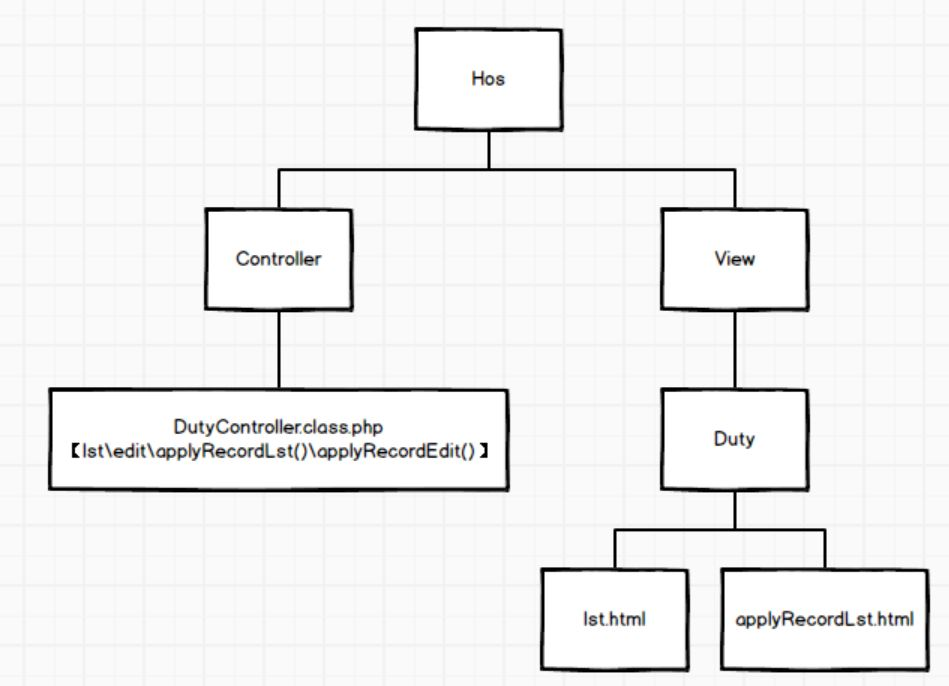 Hos
Controller
View
DutyController.class.php
【lst\edit\applyRecordLst()\applyRecordEdit()】
Duty
lst.html
applyRecordLst.html